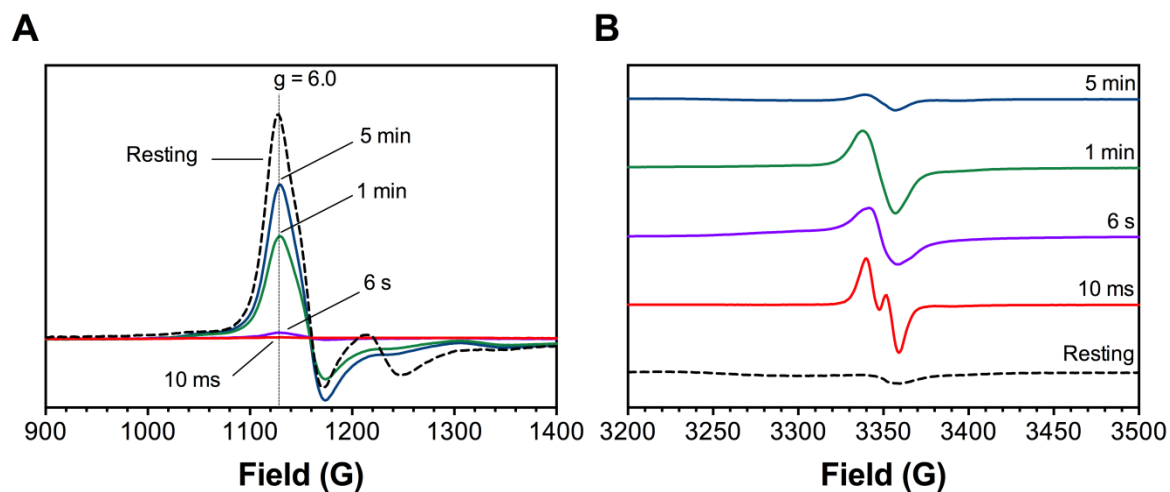 A
g = 6.0
Resting
5 min
1 min
6 s
10 ms
900 1000 1100 1200 1300 1400
Field (G)
B
5 min
1 min
6 s
10 ms
Resting
3200 3250 3300 3350 3400 3450 3500
Field (G)